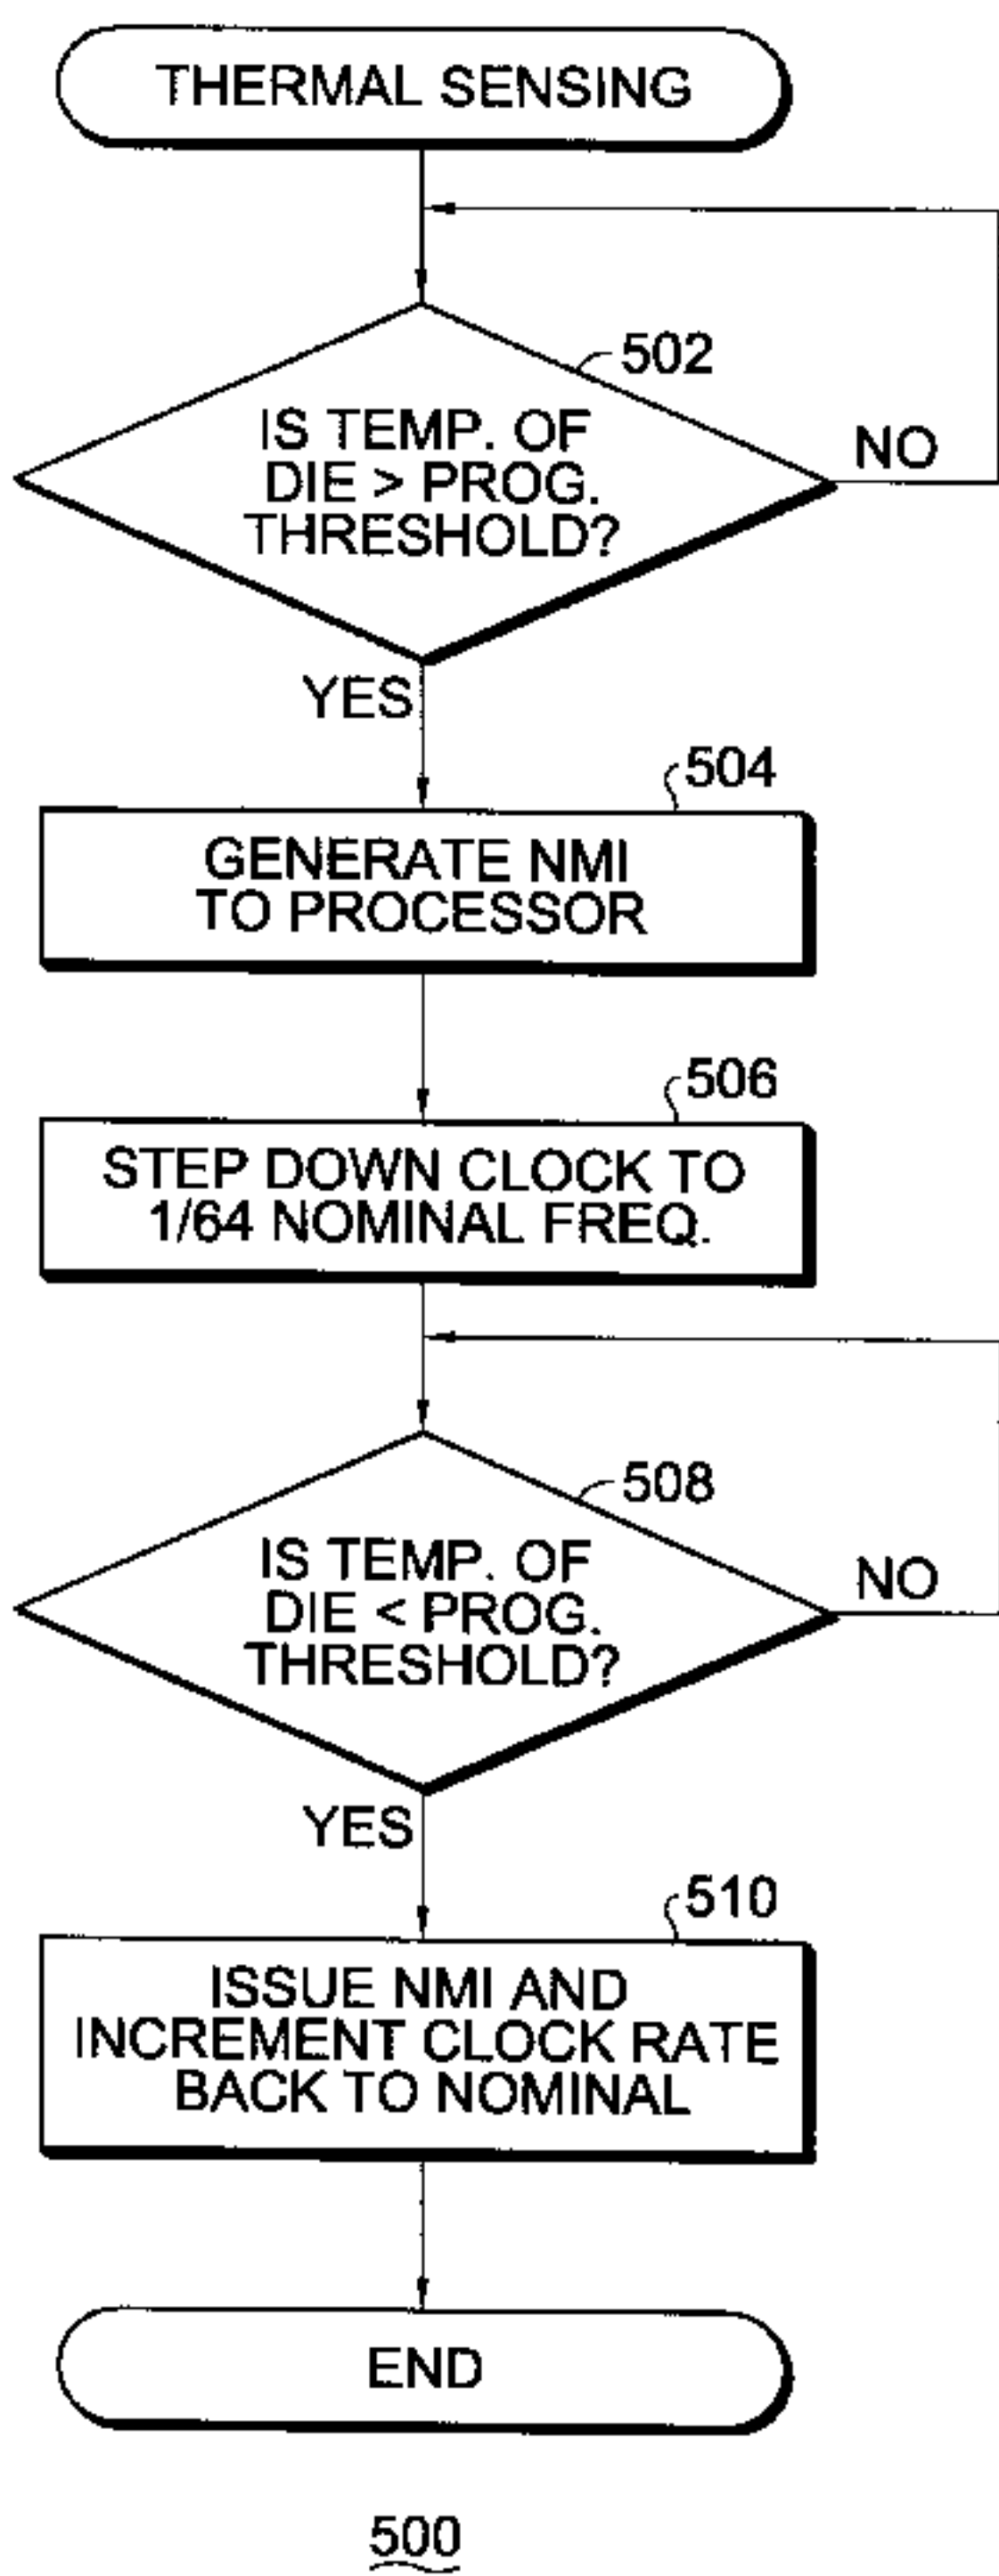 THERMAL SENSING
502
IS TEMP. OF
DIE > PROG.
THRESHOLD?
NO
YES
504
GENERATE NMI
TO PROCESSOR
506
STEP DOWN CLOCK TO
1/64 NOMINAL FREQ.
508
IS TEMP. OF
DIE < PROG.
THRESHOLD?
NO
YES
510
ISSUE NMI AND
INCREMENT CLOCK RATE
BACK TO NOMINAL
END
500